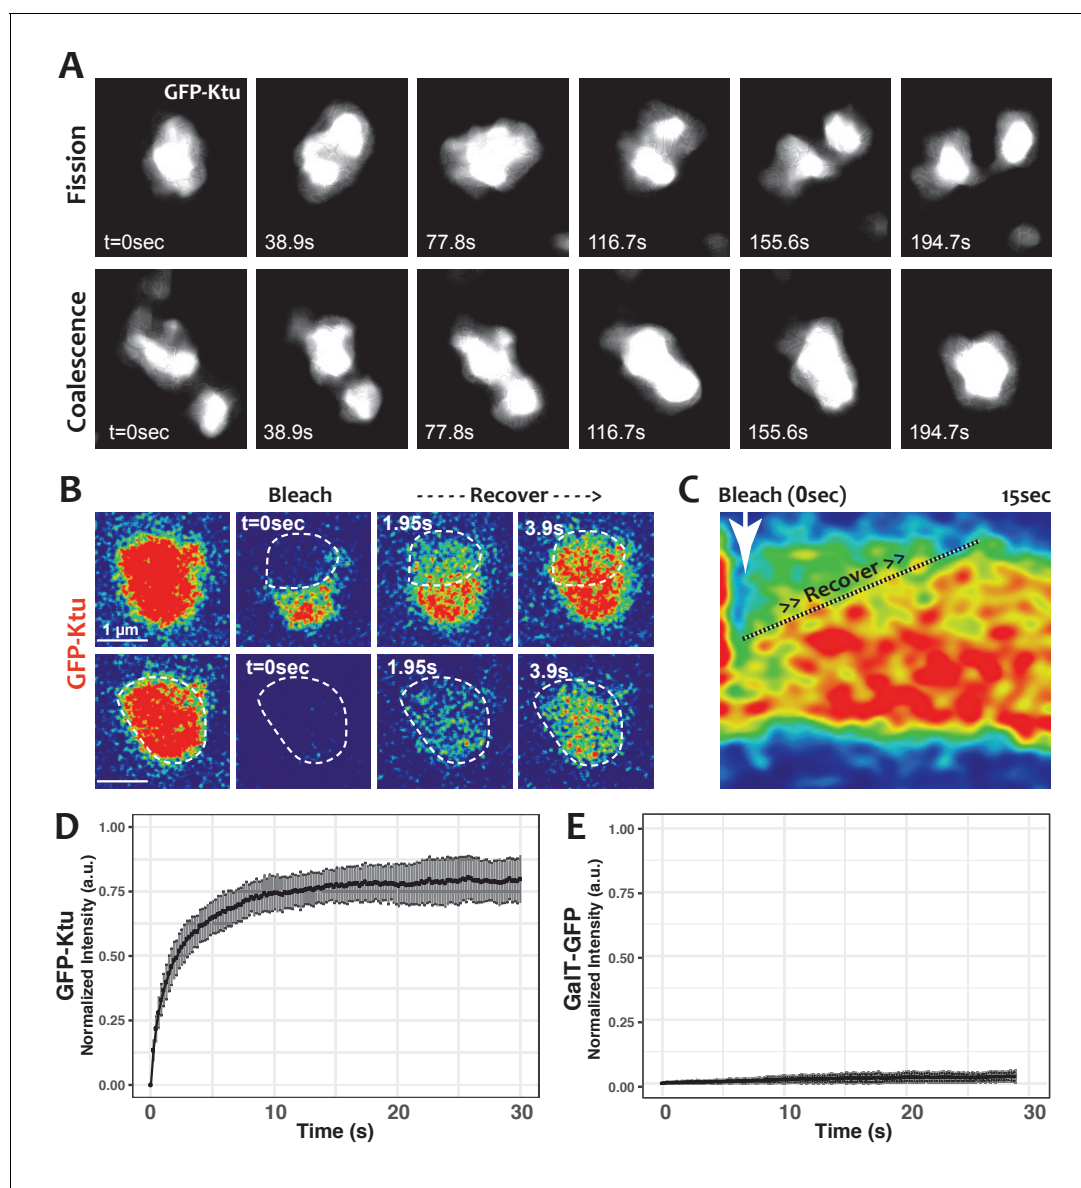 A
GFP-Ktu
Fission
t=0sec
38.9s
77.8s
116.7s
155.6s
194.7s
Coalescence
t=0sec
38.9s
77.8s
116.7s
155.6s
194.7s
B
Bleach
- - - - - Recover - - - ->
GFP-Ktu
t=0sec
1.95s
3.9s
1 µm
t=0sec
1.95s
3.9s
C
Bleach (0sec)
15sec
>> Recover >>
D
GFP-Ktu
Normalized Intensity (a.u.)
1.00
0.75
0.50
0.25
0.00
0
10
20
30
Time (s)
E
GalT-GFP
Normalized Intensity (a.u.)
1.00
0.75
0.50
0.25
0.00
0
10
20
30
Time (s)